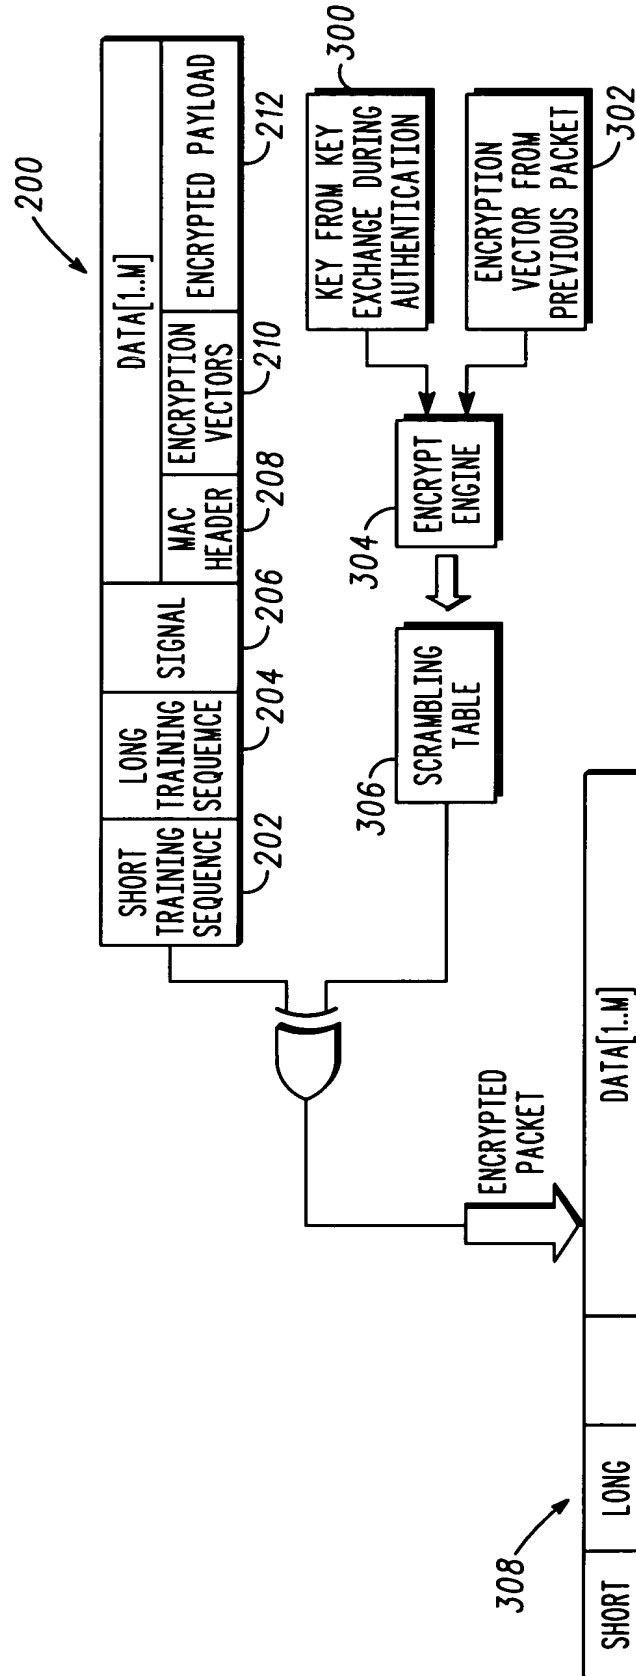 200
SHORT
TRAINING
SEQUENCE
LONG
TRAINING
SEQUEMCE
SIGNAL
DATA[1..M]
MAC
HEADER
ENCRYPTION
VECTORS
ENCRYPTED PAYLOAD
202
204
206
208
210
212
KEY FROM KEY
EXCHANGE DURING
AUTHENTICATION
300
ENCRYPTION
VECTOR FROM
PREVIOUS PACKET
302
ENCRYPT
ENGINE
304
SCRAMBLING
TABLE
306
ENCRYPTED
PACKET
308
SHORT
LONG
DATA[1..M]